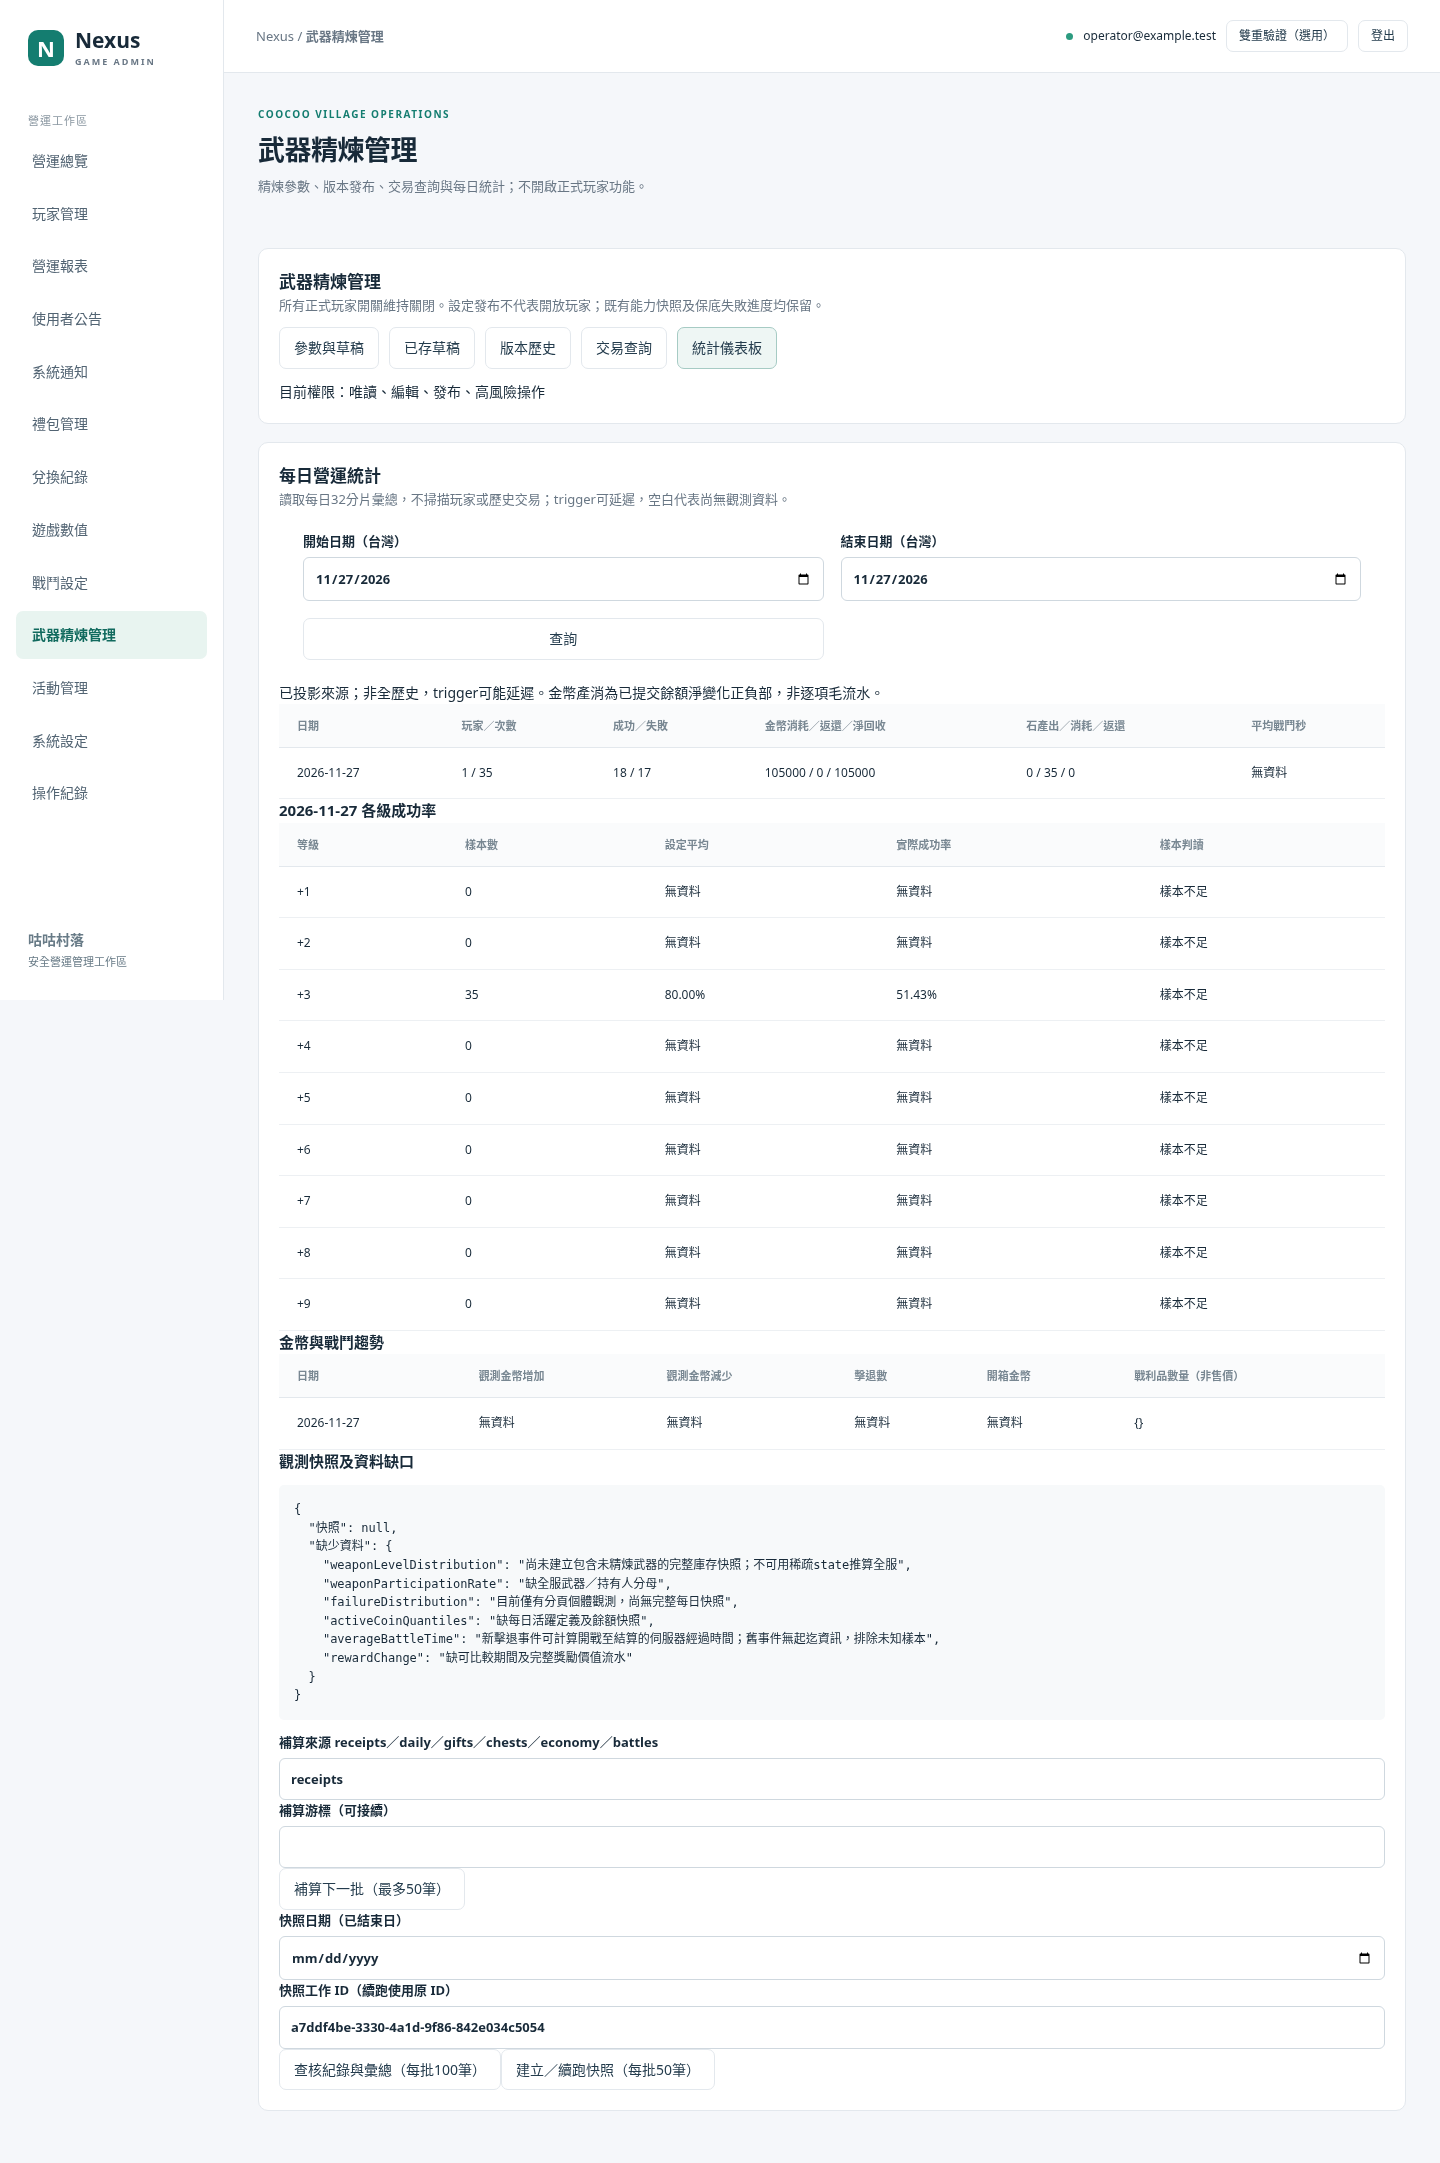 N
Nexus
GAME ADMIN
營運工作區
營運總覽
玩家管理
營運報表
使用者公告
系統通知
禮包管理
兌換紀錄
遊戲數值
戰鬥設定
武器精煉管理
活動管理
系統設定
操作紀錄
咕咕村落
安全營運管理工作區
Nexus / 武器精煉管理
operator@example.test
雙重驗證（選用）
登出
COOCOO VILLAGE OPERATIONS
武器精煉管理
精煉參數、版本發布、交易查詢與每日統計；不開啟正式玩家功能。
武器精煉管理
所有正式玩家開關維持關閉。設定發布不代表開放玩家；既有能力快照及保底失敗進度均保留。
參數與草稿 已存草稿 版本歷史 交易查詢 統計儀表板
目前權限：唯讀、編輯、發布、高風險操作
每日營運統計
讀取每日32分片彙總，不掃描玩家或歷史交易；trigger可延遲，空白代表尚無觀測資料。
開始日期（台灣） 結束日期（台灣）
11/27/2026 11/27/2026
查詢
已投影來源；非全歷史，trigger可能延遲。金幣產消為已提交餘額淨變化正負部，非逐項毛流水。
日期 玩家／次數 成功／失敗 金幣消耗／返還／淨回收 石產出／消耗／返還 平均戰鬥秒
2026-11-27 1 / 35 18 / 17 105000 / 0 / 105000 0 / 35 / 0 無資料
2026-11-27 各級成功率
等級 樣本數 設定平均 實際成功率 樣本判讀
+1 0 無資料 無資料 樣本不足
+2 0 無資料 無資料 樣本不足
+3 35 80.00% 51.43% 樣本不足
+4 0 無資料 無資料 樣本不足
+5 0 無資料 無資料 樣本不足
+6 0 無資料 無資料 樣本不足
+7 0 無資料 無資料 樣本不足
+8 0 無資料 無資料 樣本不足
+9 0 無資料 無資料 樣本不足
金幣與戰鬥趨勢
日期 觀測金幣增加 觀測金幣減少 擊退數 開箱金幣 戰利品數量（非售價）
2026-11-27 無資料 無資料 無資料 無資料 {}
觀測快照及資料缺口
{
"快照": null,
"缺少資料": {
"weaponLevelDistribution": "尚未建立包含未精煉武器的完整庫存快照；不可用稀疏state推算全服",
"weaponParticipationRate": "缺全服武器／持有人分母",
"failureDistribution": "目前僅有分頁個體觀測，尚無完整每日快照",
"activeCoinQuantiles": "缺每日活躍定義及餘額快照",
"averageBattleTime": "新擊退事件可計算開戰至結算的伺服器經過時間；舊事件無起迄資訊，排除未知樣本",
"rewardChange": "缺可比較期間及完整獎勵價值流水"
}
}
補算來源 receipts／daily／gifts／chests／economy／battles
receipts
補算游標（可接續）
補算下一批（最多50筆）
快照日期（已結束日）
mm/dd/yyyy
快照工作 ID（續跑使用原 ID）
a7ddf4be-3330-4a1d-9f86-842e034c5054
查核紀錄與彙總（每批100筆） 建立／續跑快照（每批50筆）